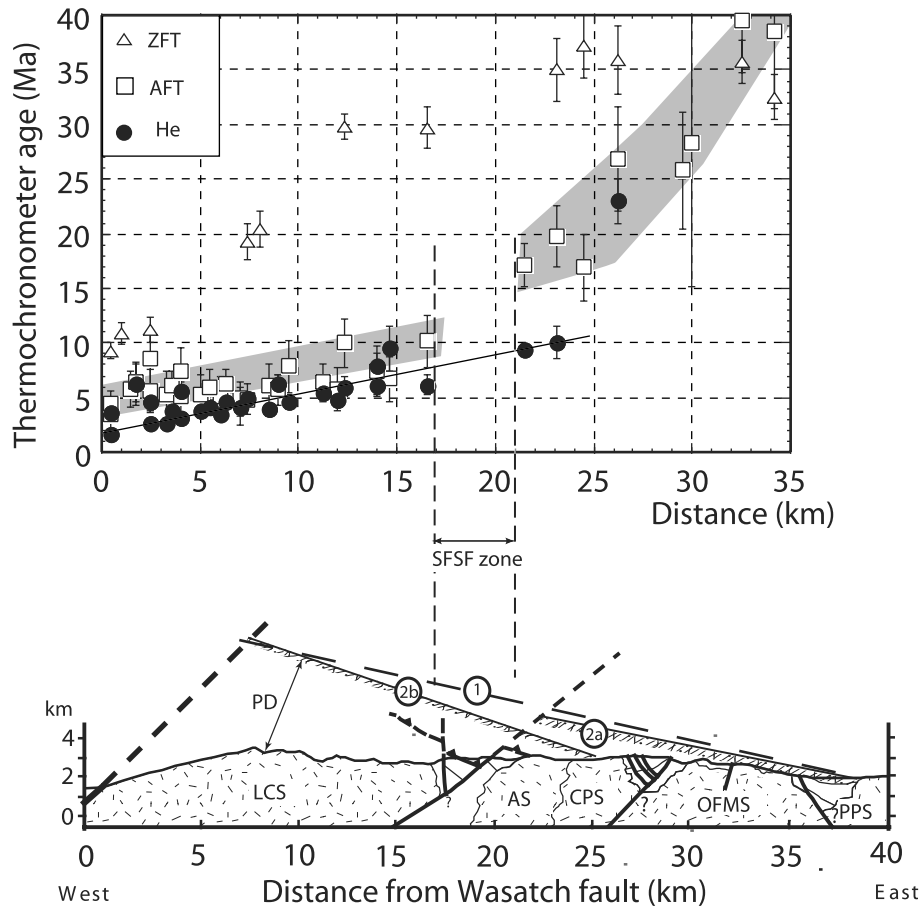 Thermochronometer age (Ma)
40
35
30
25
20
15
10
5
0
ZFT
AFT
He
0 5 10 15 20 25 30 35
Distance (km)
SFSF zone
km
4
2
0
PD
2b
1
2a
LCS
?
AS
CPS
?
OFMS
?
PPS
0 5 10 15 20 25 30 35 40
West
Distance from Wasatch fault (km)
East